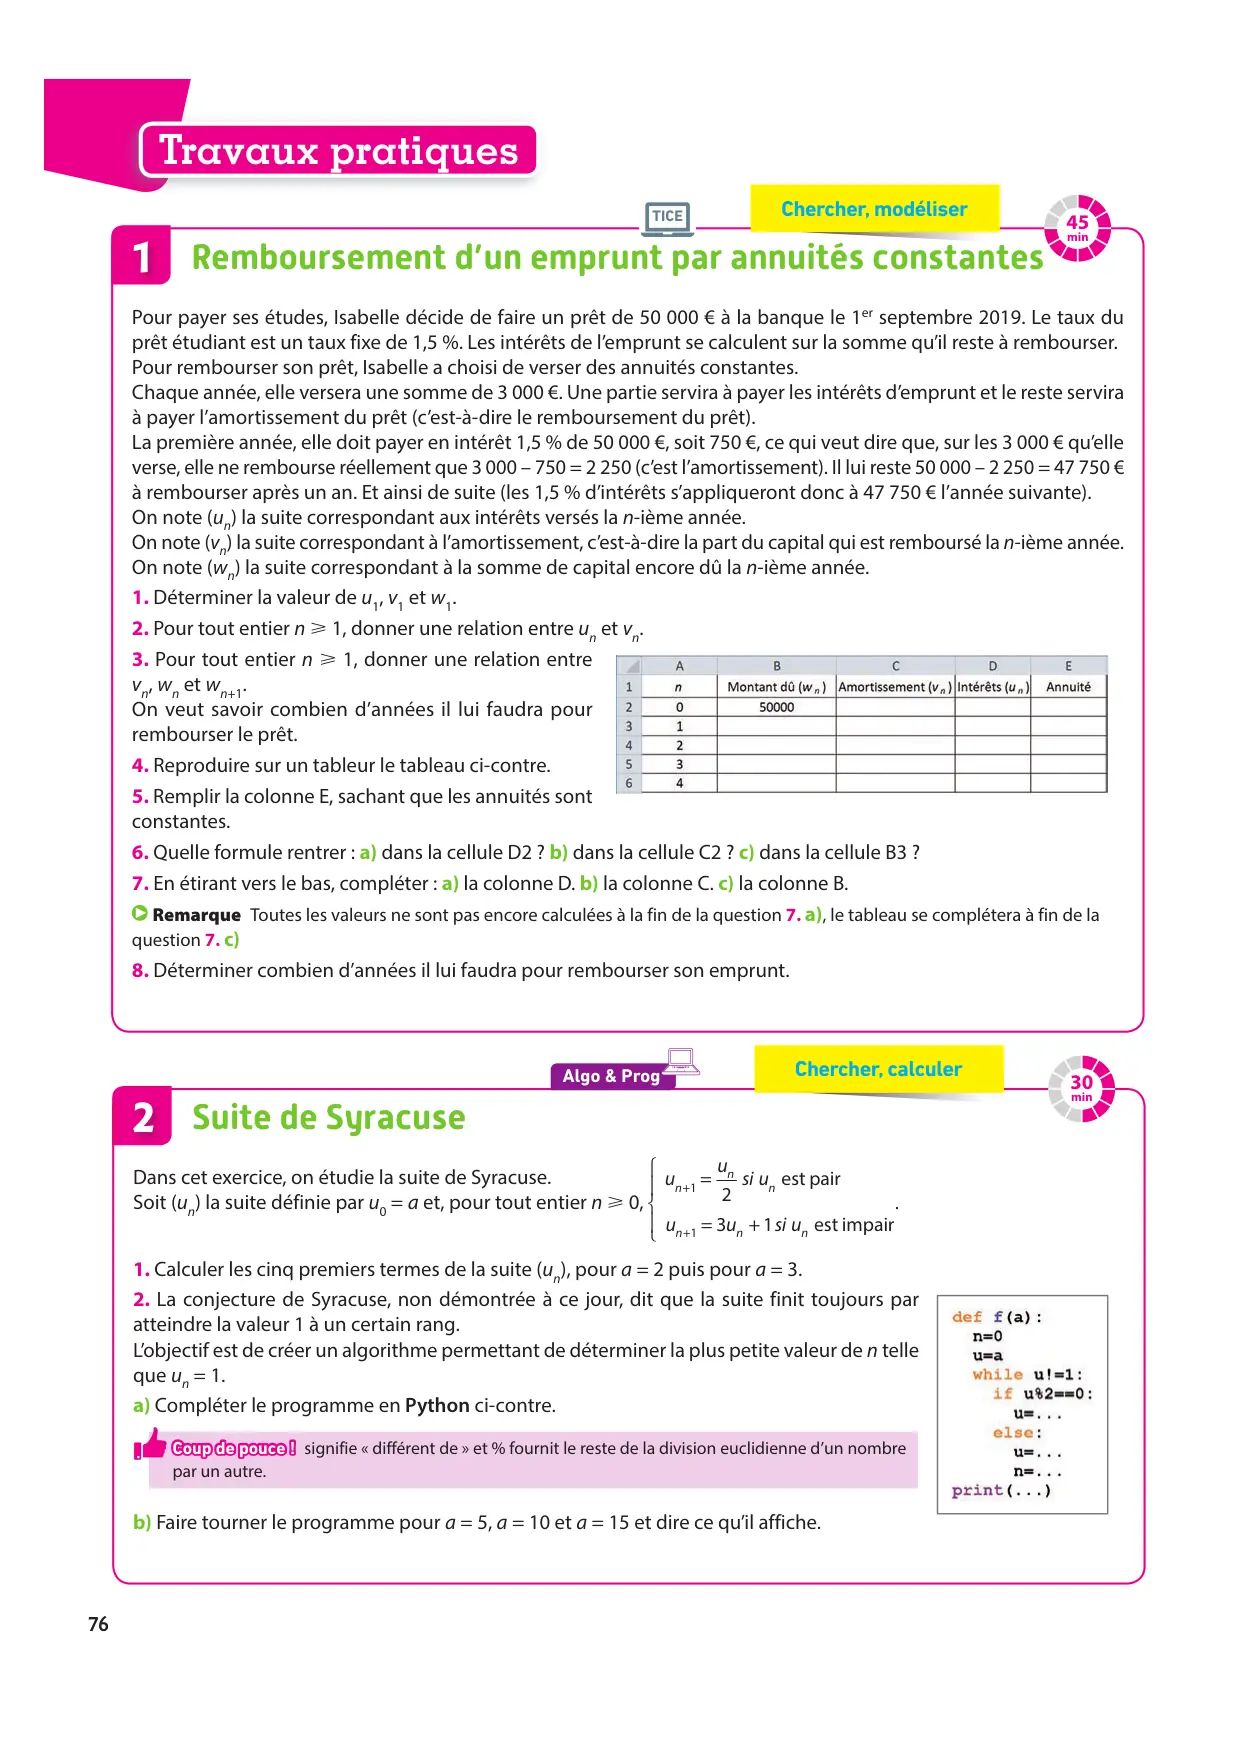 Travaux pratiques
TICE
Chercher, modéliser
45
min
1
Remboursement d’un emprunt par annuités constantes
Pour payer ses études, Isabelle décide de faire un prêt de 50 000 € à la banque le 1er septembre 2019. Le taux du
prêt étudiant est un taux fixe de 1,5 %. Les intérêts de l’emprunt se calculent sur la somme qu’il reste à rembourser.
Pour rembourser son prêt, Isabelle a choisi de verser des annuités constantes.
Chaque année, elle versera une somme de 3 000 €. Une partie servira à payer les intérêts d’emprunt et le reste servira
à payer l’amortissement du prêt (c’est-à-dire le remboursement du prêt).
La première année, elle doit payer en intérêt 1,5 % de 50 000 €, soit 750 €, ce qui veut dire que, sur les 3 000 € qu’elle
verse, elle ne rembourse réellement que 3 000 – 750 = 2 250 (c’est l’amortissement). Il lui reste 50 000 – 2 250 = 47 750 €
à rembourser après un an. Et ainsi de suite (les 1,5 % d’intérêts s’appliqueront donc à 47 750 € l’année suivante).
On note (un) la suite correspondant aux intérêts versés la n-ième année.
On note (vn) la suite correspondant à l’amortissement, c’est-à-dire la part du capital qui est remboursé la n-ième année.
On note (wn) la suite correspondant à la somme de capital encore dû la n-ième année.
1. Déterminer la valeur de u1, v1 et w1.
2. Pour tout entier n ⩾ 1, donner une relation entre un et vn.
3. Pour tout entier n ⩾ 1, donner une relation entre
vn, wn et wn+1.
On veut savoir combien d’années il lui faudra pour
rembourser le prêt.
4. Reproduire sur un tableur le tableau ci-contre.
5. Remplir la colonne E, sachant que les annuités sont
constantes.
A B C D E
1 n Montant dû (wn) Amortissement (vn) Intérêts (un) Annuité
2 0 50000
3 1
4 2
5 3
6 4
6. Quelle formule rentrer : a) dans la cellule D2 ? b) dans la cellule C2 ? c) dans la cellule B3 ?
7. En étirant vers le bas, compléter : a) la colonne D. b) la colonne C. c) la colonne B.
Remarque Toutes les valeurs ne sont pas encore calculées à la fin de la question 7. a), le tableau se complétera à fin de la
question 7. c)
8. Déterminer combien d’années il lui faudra pour rembourser son emprunt.
Algo & Prog
Chercher, calculer
30
min
2
Suite de Syracuse
Dans cet exercice, on étudie la suite de Syracuse.
Soit (un) la suite définie par u0 = a et, pour tout entier n ⩾ 0, { un+1 = un/2 si un est pair
un+1 = 3un + 1 si un est impair .
1. Calculer les cinq premiers termes de la suite (un), pour a = 2 puis pour a = 3.
2. La conjecture de Syracuse, non démontrée à ce jour, dit que la suite finit toujours par
atteindre la valeur 1 à un certain rang.
L’objectif est de créer un algorithme permettant de déterminer la plus petite valeur de n telle
que un = 1.
a) Compléter le programme en Python ci-contre.
Coup de pouce ! signifie « différent de » et % fournit le reste de la division euclidienne d’un nombre
par un autre.
b) Faire tourner le programme pour a = 5, a = 10 et a = 15 et dire ce qu’il affiche.
def f(a):
n=0
u=a
while u!=1:
if u%2==0:
u=...
else:
u=...
n=...
print(...)
76